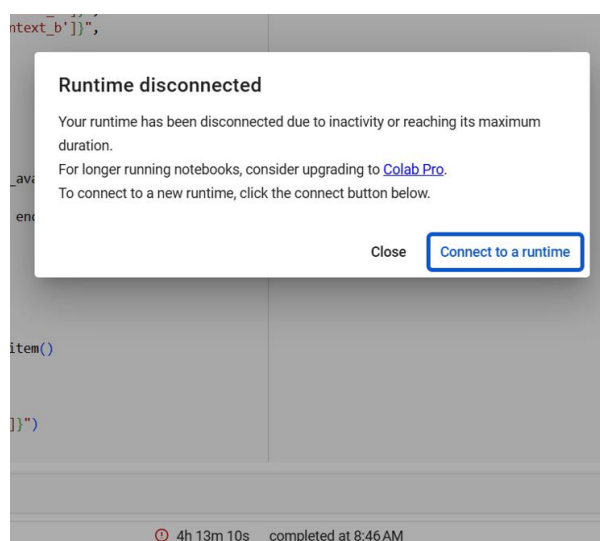 ntext_b']}",
Runtime disconnected
Your runtime has been disconnected due to inactivity or reaching its maximum
duration.
For longer running notebooks, consider upgrading to Colab Pro.
To connect to a new runtime, click the connect button below.
_ava
enc
Close Connect to a runtime
item()
]}")
4h 13m 10s completed at 8:46 AM